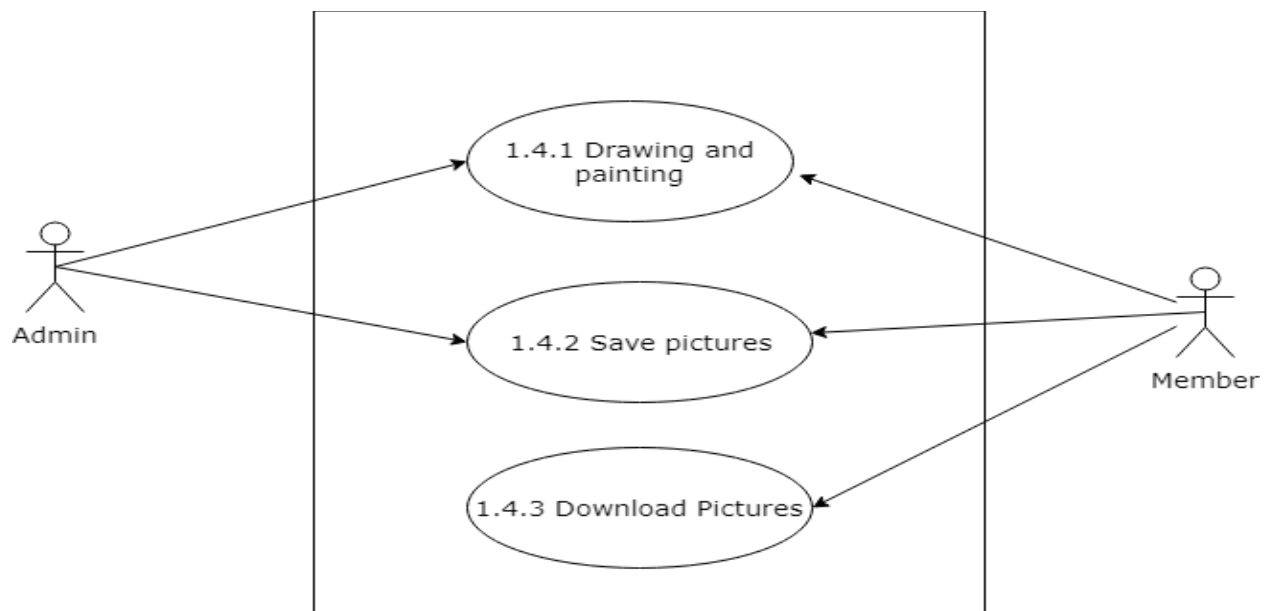 1.4.1 Drawing and
painting
Admin
1.4.2 Save pictures
Member
1.4.3 Download Pictures